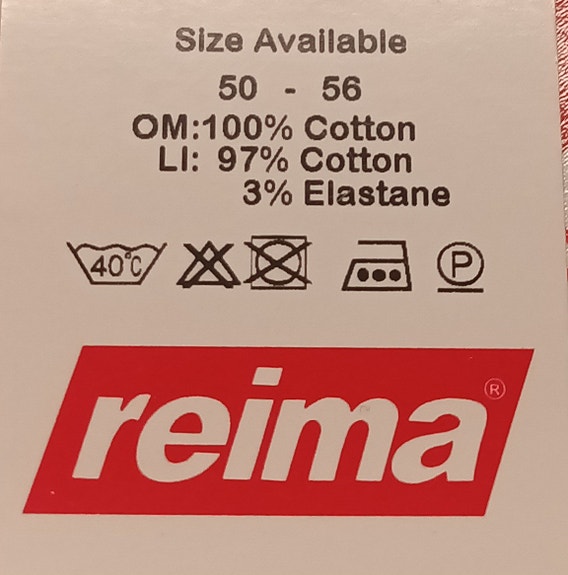 Size Available
50 - 56
OM:100% Cotton
LI: 97% Cotton
3% Elastane
40°C P
reima ®